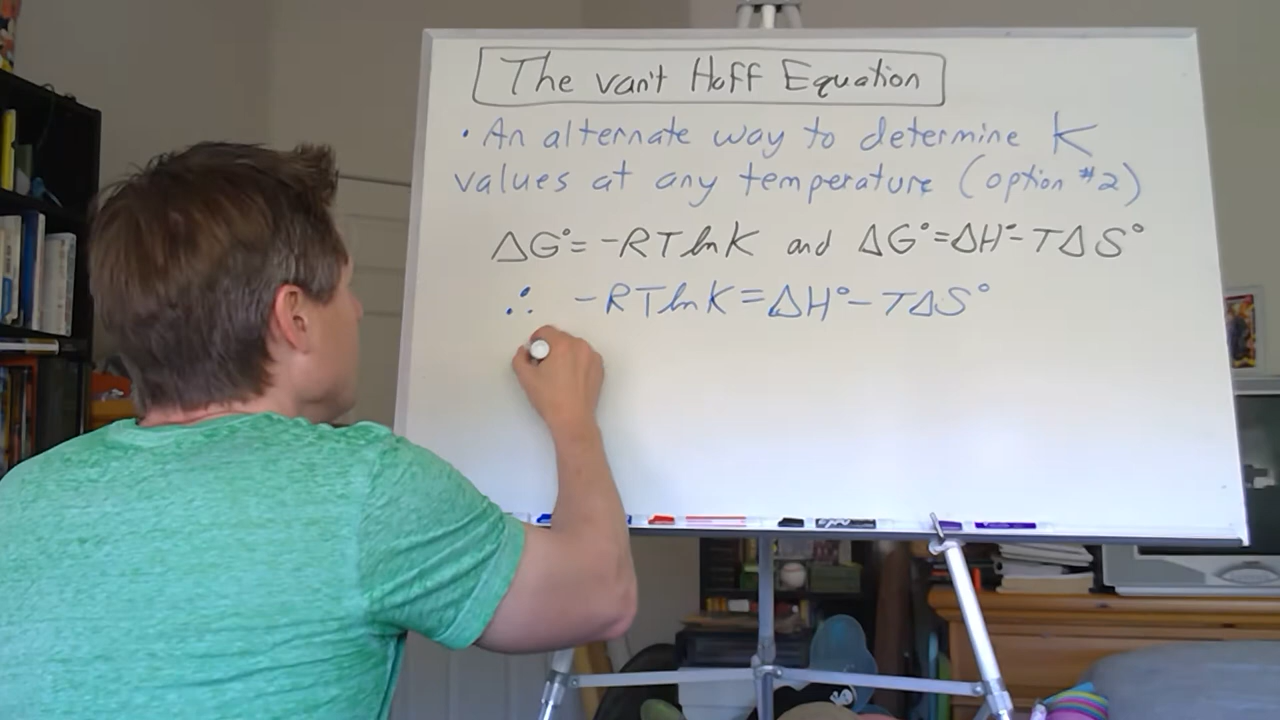 The van't Hoff Equation
• An alternate way to determine K
values at any temperature (option #2)
ΔG°= -RTlnK and ΔG°=ΔH°-TΔS°
∴ -RTlnK=ΔH°-TΔS°
expo